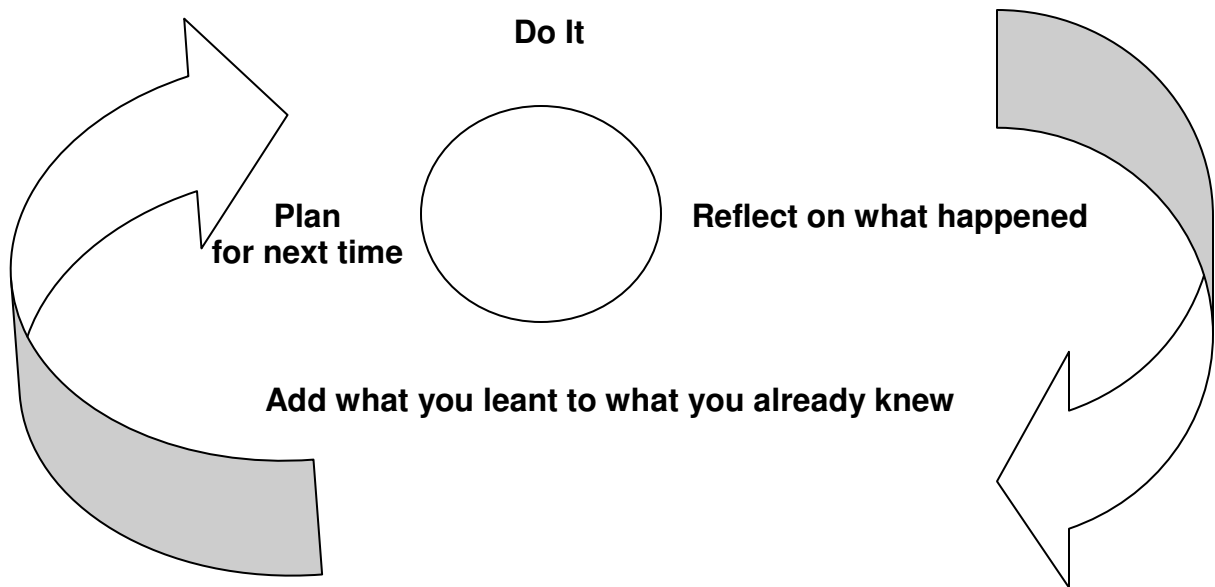 Do It
Plan
for next time
Reflect on what happened
Add what you leant to what you already knew